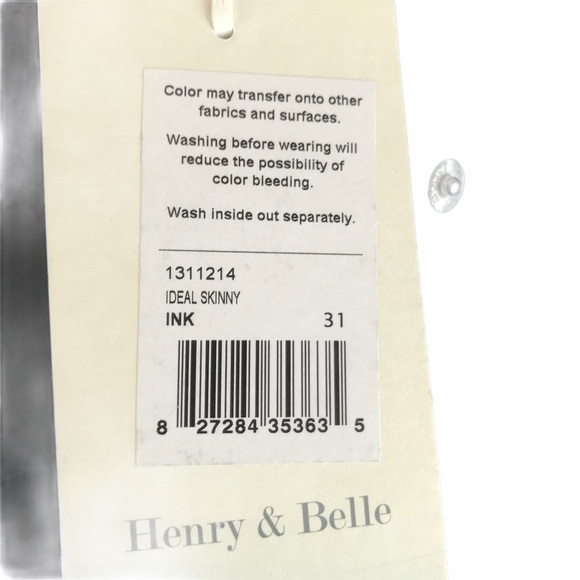 Color may transfer onto other
fabrics and surfaces.
Washing before wearing will
reduce the possibility of
color bleeding.
Wash inside out separately.
1311214
IDEAL SKINNY
INK 31
8 27284 35363 5
Henry & Belle